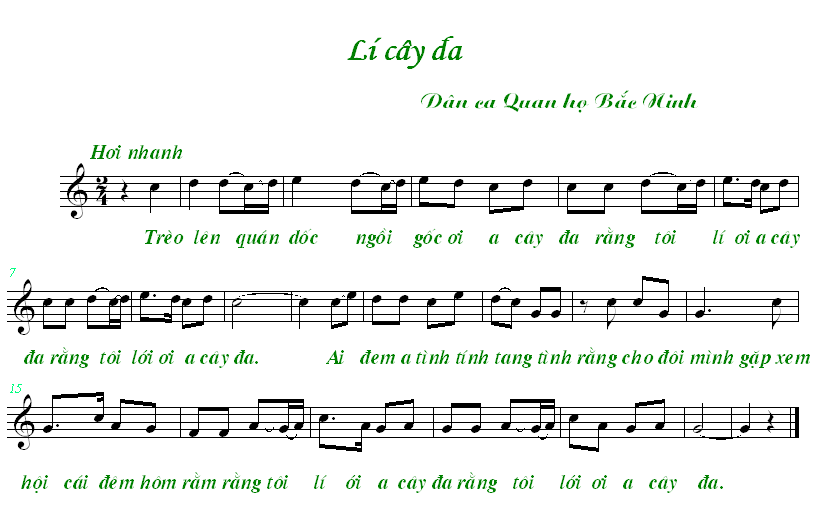 Lí cây đa
Dân ca Quan họ Bắc Ninh
Hơi nhanh
2
4
Trèo lên quán dốc ngồi gốc ơi a cây đa rằng tôi lí ơi a cây
7
đa rằng tôi lới ơi a cây đa. Ai đem a tình tính tang tình rằng cho đôi mình gặp xem
15
hội cái đêm hôm rằm rằng tôi lí ới a cây đa rằng tôi lới ơi a cây đa.